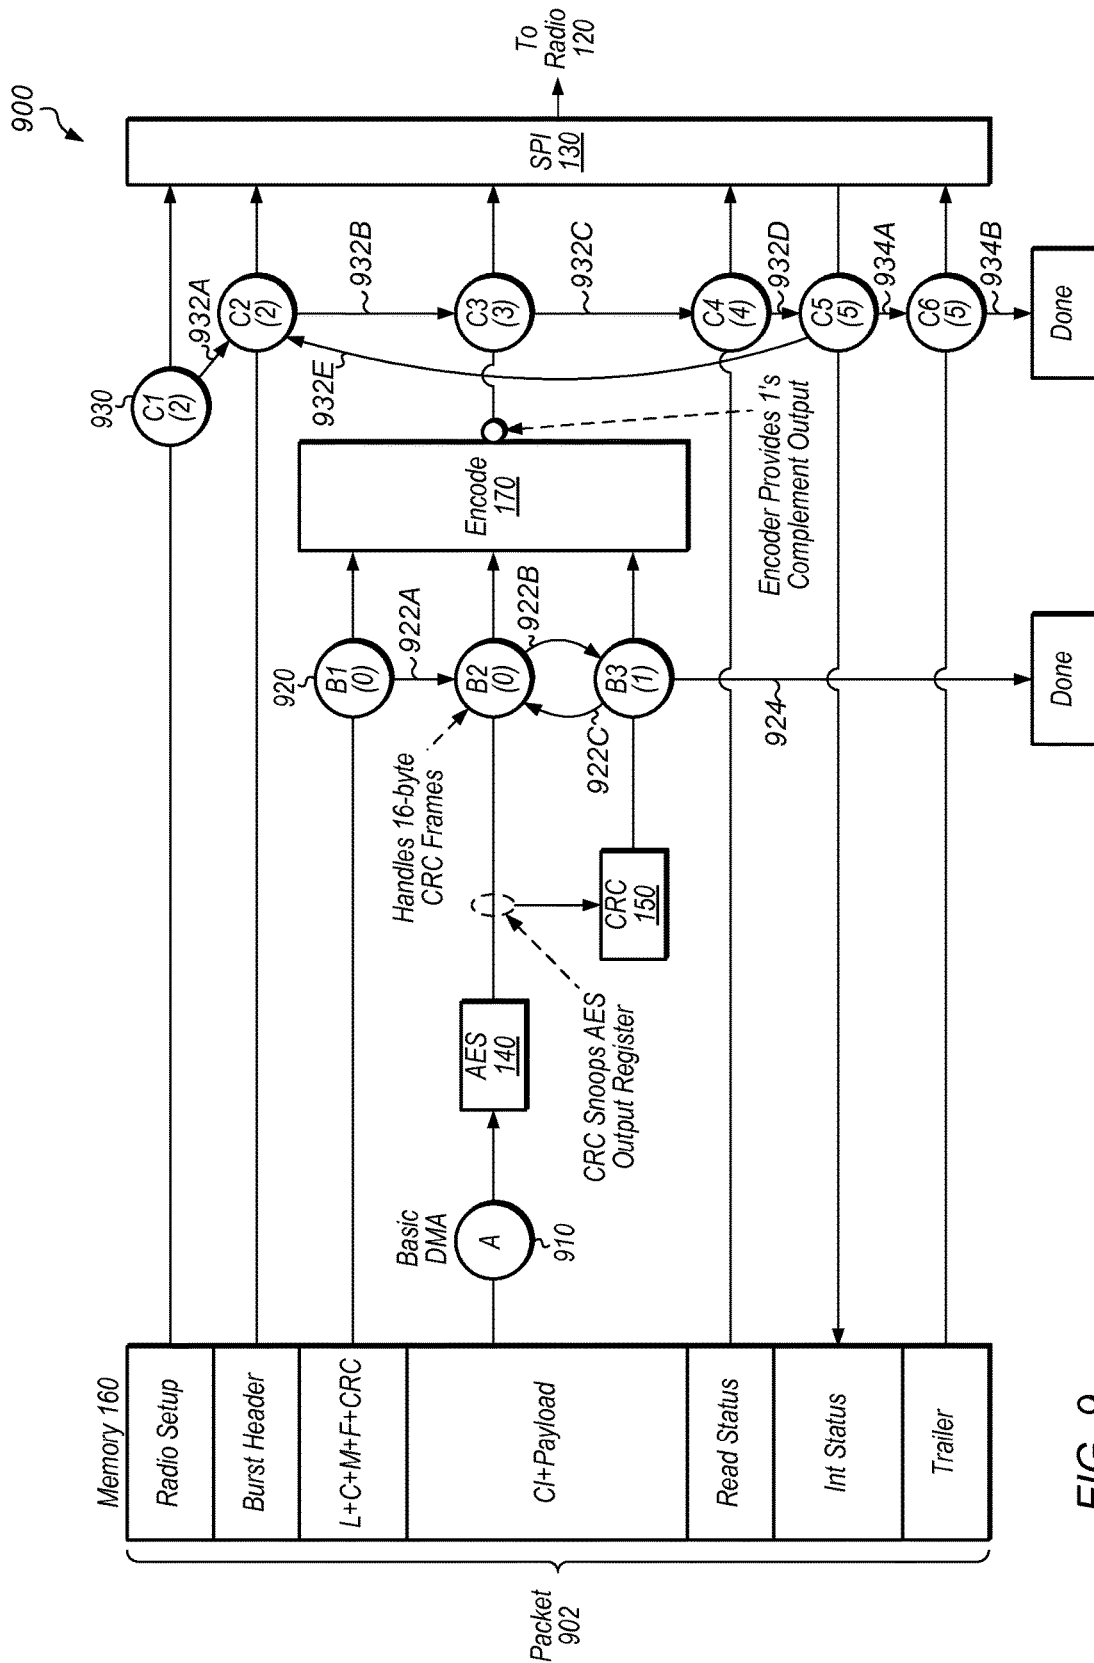 900
Memory 160
Packet
902
Radio Setup
Burst Header
L+C+M+F+CRC
CI+Payload
Read Status
Int Status
Trailer
Basic
DMA
A
910
AES
140
CRC Snoops AES
Output Register
CRC
150
Handles 16-byte
CRC Frames
920
B1
(0)
922A
B2
(0)
922B
922C
B3
(1)
924
Done
Encode
170
Encoder Provides 1's
Complement Output
930
C1
(2)
932A
C2
(2)
932B
932E
C3
(3)
932C
C4
(4)
932D
C5
(5)
934A
C6
(5)
934B
Done
SPI
130
To
Radio
120